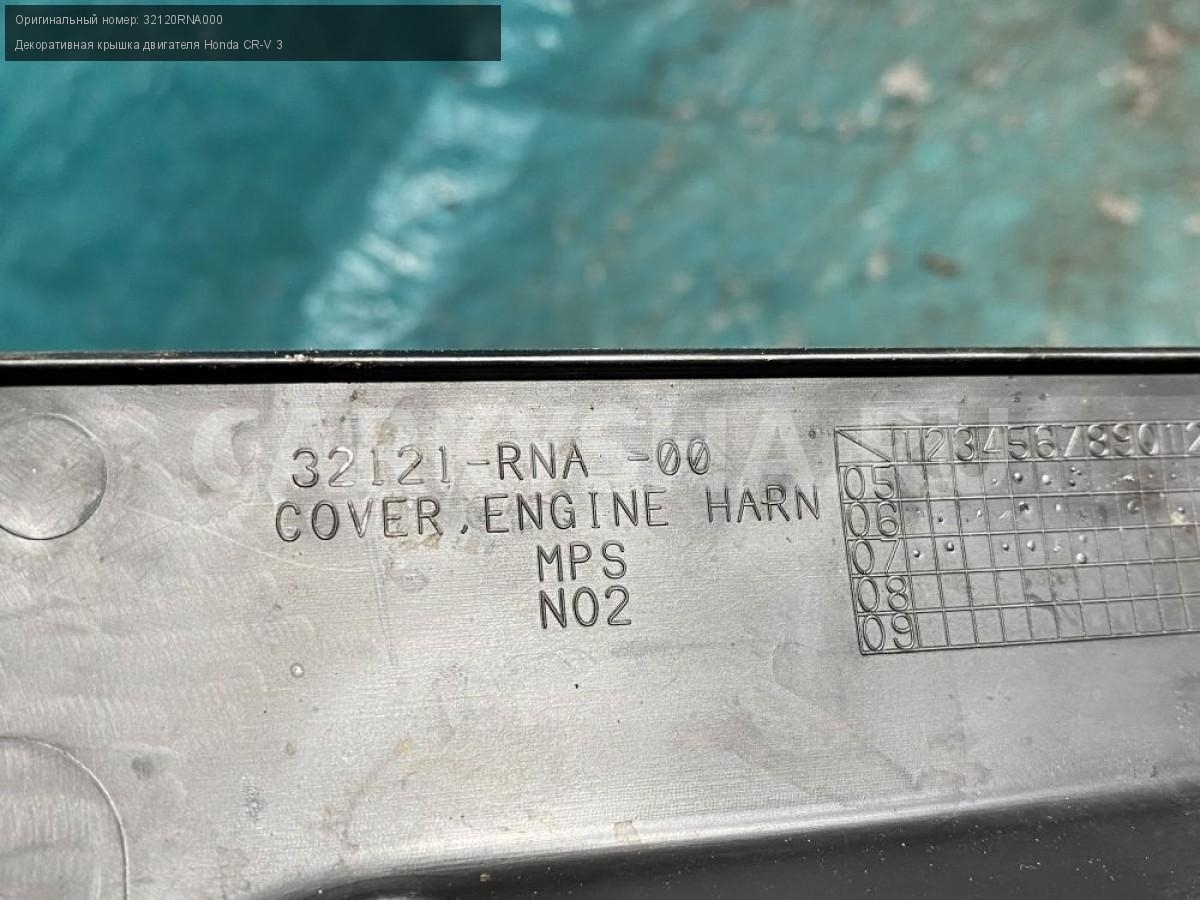 Оригинальный номер: 32120RNA000
Декоративная крышка двигателя Honda CR-V 3
32121-RNA -00
COVER,ENGINE HARN
MPS
N02
123456789012
05
06
07
08
09